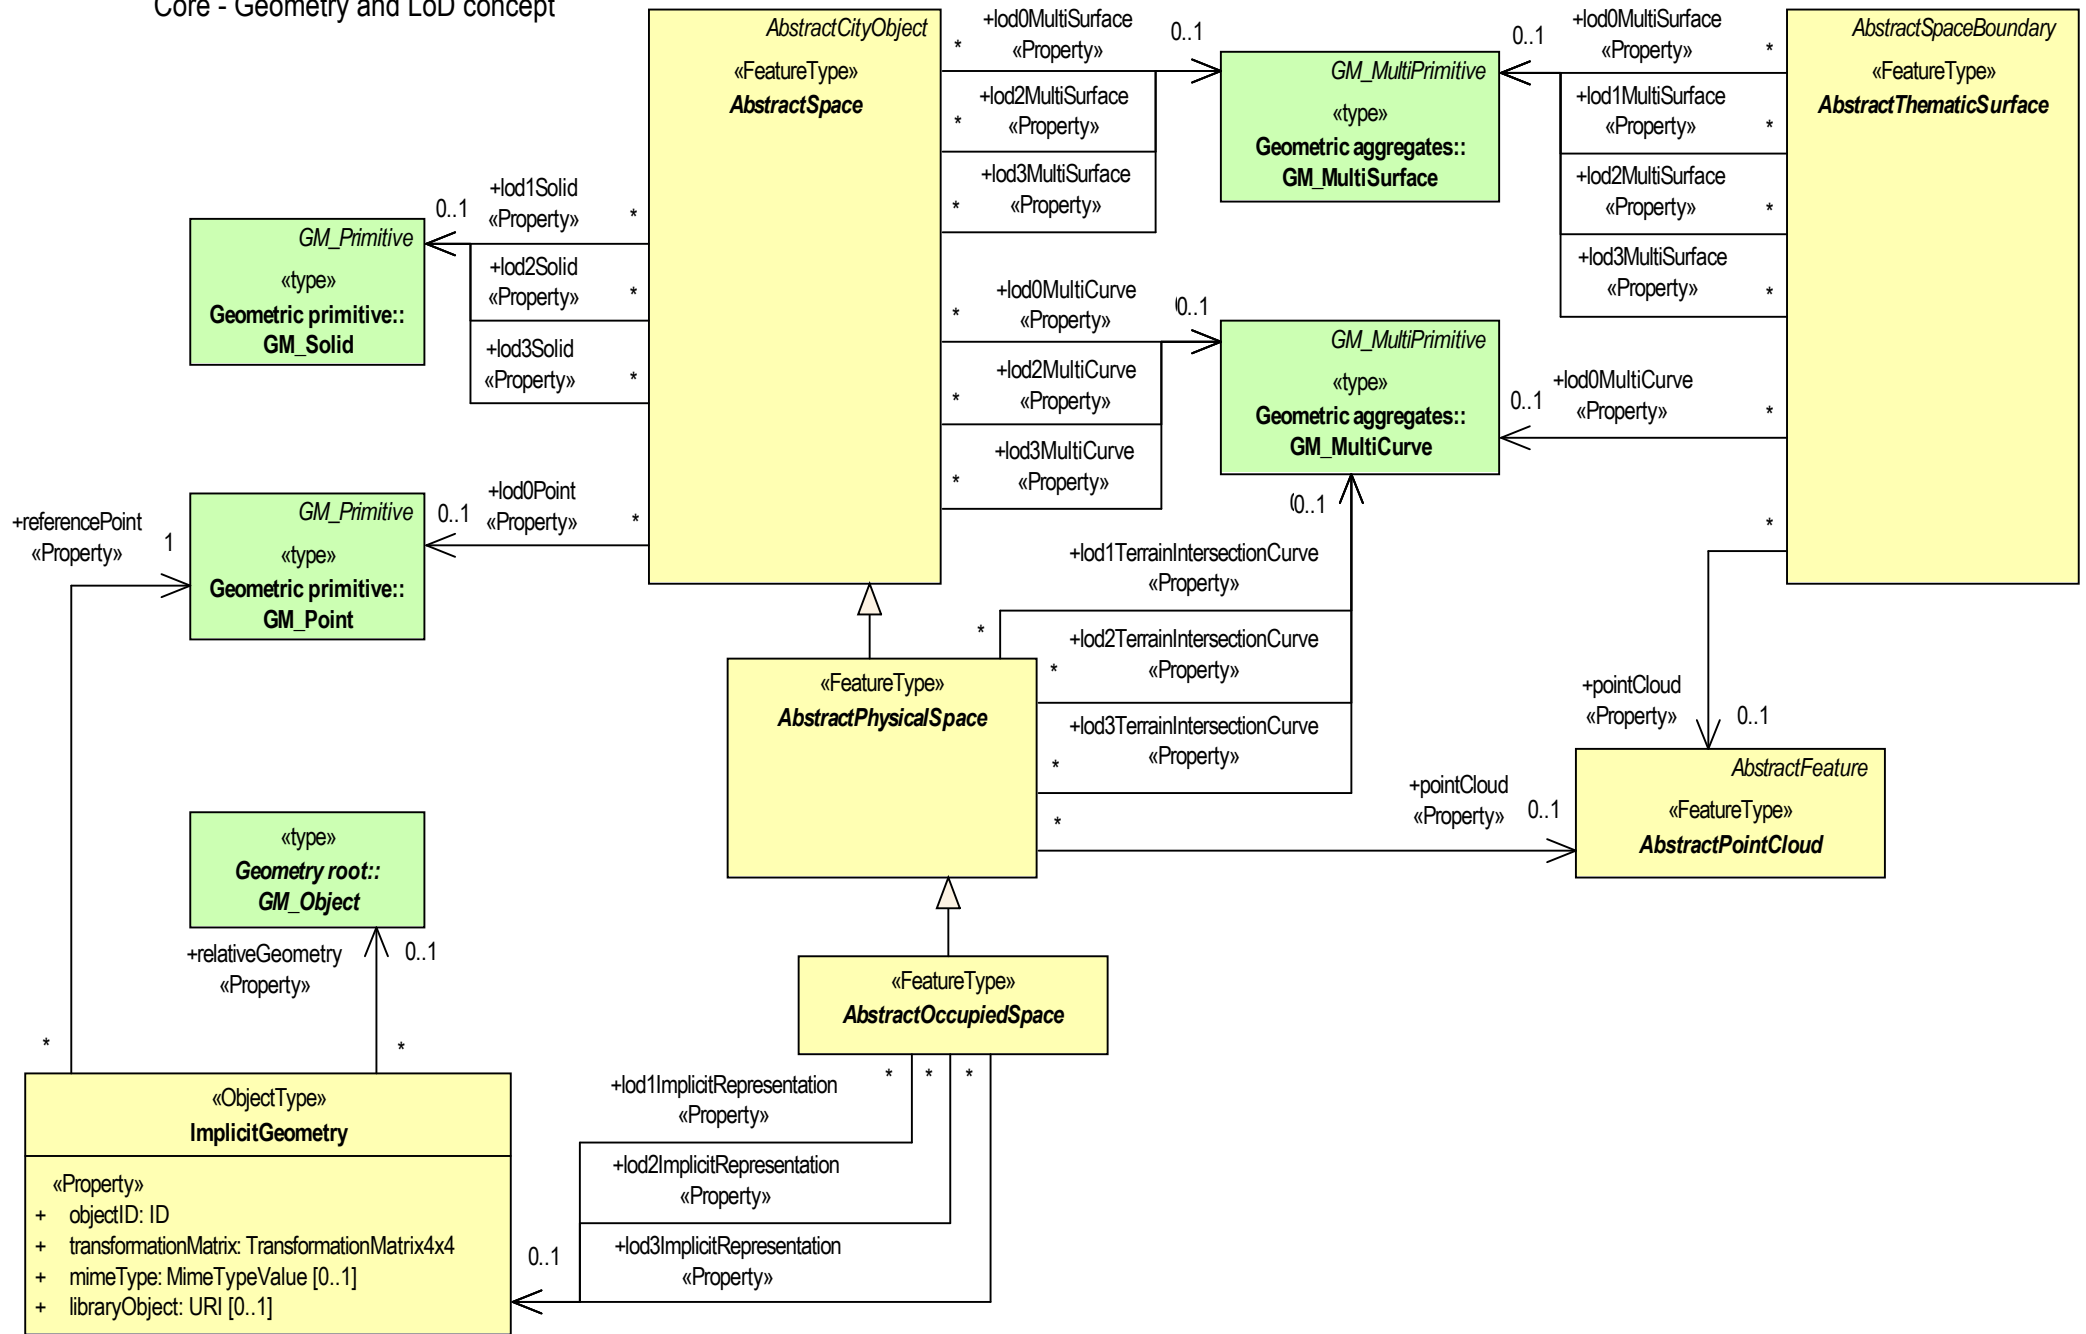 Core - Geometry and LoD concept
AbstractCityObject
«FeatureType»
AbstractSpace
+lod0MultiSurface
«Property»
*
0..1
+lod2MultiSurface
«Property»
*
+lod3MultiSurface
«Property»
*
GM_MultiPrimitive
«type»
Geometric aggregates::
GM_MultiSurface
+lod0MultiSurface
«Property»
0..1
*
+lod1MultiSurface
«Property»
*
+lod2MultiSurface
«Property»
*
+lod3MultiSurface
«Property»
*
AbstractSpaceBoundary
«FeatureType»
AbstractThematicSurface
+lod1Solid
«Property»
0..1
*
+lod2Solid
«Property»
*
+lod3Solid
«Property»
*
GM_Primitive
«type»
Geometric primitive::
GM_Solid
+lod0MultiCurve
«Property»
*
0..1
+lod2MultiCurve
«Property»
*
+lod3MultiCurve
«Property»
*
GM_MultiPrimitive
«type»
Geometric aggregates::
GM_MultiCurve
+lod0MultiCurve
«Property»
0..1
*
+referencePoint
«Property»
1
GM_Primitive
«type»
Geometric primitive::
GM_Point
+lod0Point
«Property»
0..1
*
0..1
+lod1TerrainIntersectionCurve
«Property»
*
+lod2TerrainIntersectionCurve
«Property»
*
+lod3TerrainIntersectionCurve
«Property»
*
«FeatureType»
AbstractPhysicalSpace
*
+pointCloud
«Property»
0..1
*
+pointCloud
«Property»
0..1
AbstractFeature
«FeatureType»
AbstractPointCloud
«type»
Geometry root::
GM_Object
+relativeGeometry
«Property»
0..1
*
*
«FeatureType»
AbstractOccupiedSpace
* * *
+lod1ImplicitRepresentation
«Property»
+lod2ImplicitRepresentation
«Property»
+lod3ImplicitRepresentation
«Property»
0..1
«ObjectType»
ImplicitGeometry
«Property»
+ objectID: ID
+ transformationMatrix: TransformationMatrix4x4
+ mimeType: MimeTypeValue [0..1]
+ libraryObject: URI [0..1]